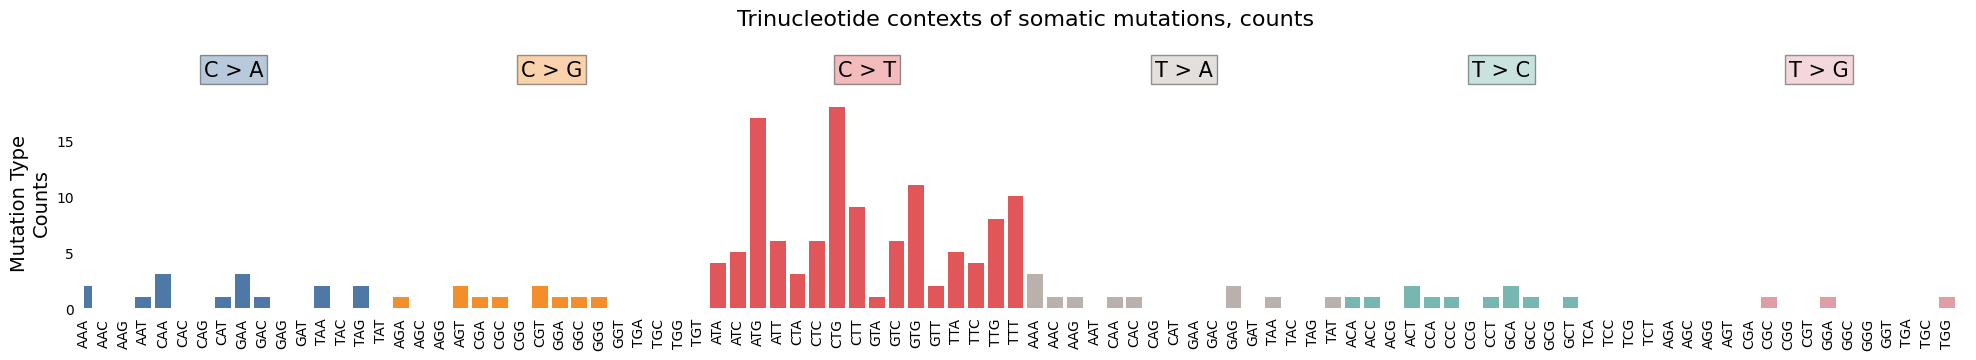 Trinucleotide contexts of somatic mutations, counts
C > A
C > G
C > T
T > A
T > C
T > G
Mutation Type
Counts
15
10
5
0
AAA
AAC
AAG
AAT
CAA
CAC
CAG
CAT
GAA
GAC
GAG
GAT
TAA
TAC
TAG
TAT
AGA
AGC
AGG
AGT
CGA
CGC
CGG
CGT
GGA
GGC
GGG
GGT
TGA
TGC
TGG
TGT
ATA
ATC
ATG
ATT
CTA
CTC
CTG
CTT
GTA
GTC
GTG
GTT
TTA
TTC
TTG
TTT
AAA
AAC
AAG
AAT
CAA
CAC
CAG
CAT
GAA
GAC
GAG
GAT
TAA
TAC
TAG
TAT
ACA
ACC
ACG
ACT
CCA
CCC
CCG
CCT
GCA
GCC
GCG
GCT
TCA
TCC
TCG
TCT
AGA
AGC
AGG
AGT
CGA
CGC
CGG
CGT
GGA
GGC
GGG
GGT
TGA
TGC
TGG